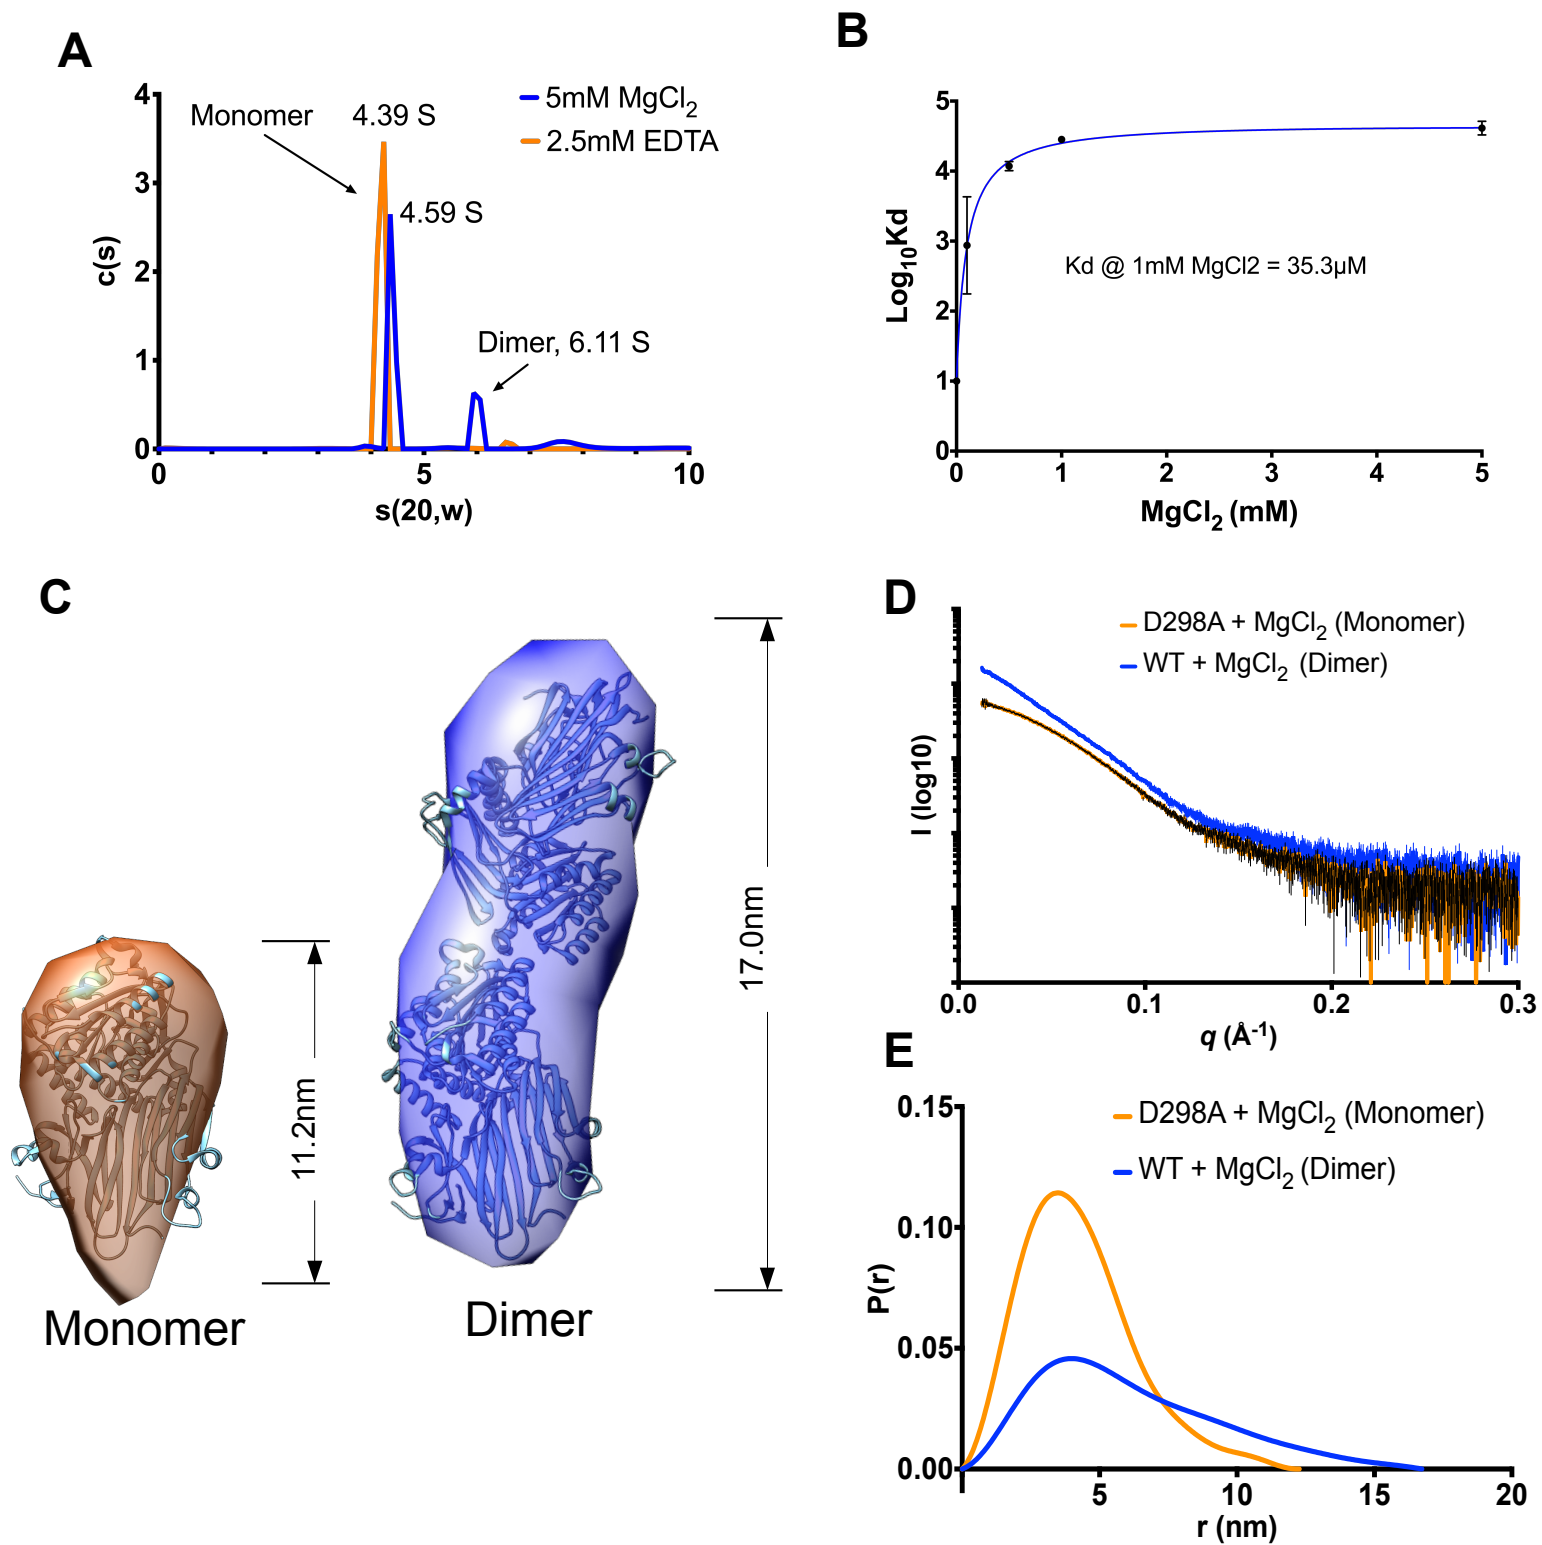 A
4
3
2
1
0
c(s)
Monomer
4.39 S
4.59 S
Dimer, 6.11 S
5mM MgCl2
2.5mM EDTA
0
5
10
s(20,w)
B
5
4
3
2
1
0
Log10Kd
Kd @ 1mM MgCl2 = 35.3µM
0
1
2
3
4
5
MgCl2 (mM)
C
11.2nm
17.0nm
Monomer
Dimer
D
D298A + MgCl2 (Monomer)
WT + MgCl2 (Dimer)
I (log10)
0.0
0.1
0.2
0.3
q (Å-1)
E
0.15
0.10
0.05
0.00
P(r)
D298A + MgCl2 (Monomer)
WT + MgCl2 (Dimer)
5
10
15
20
r (nm)